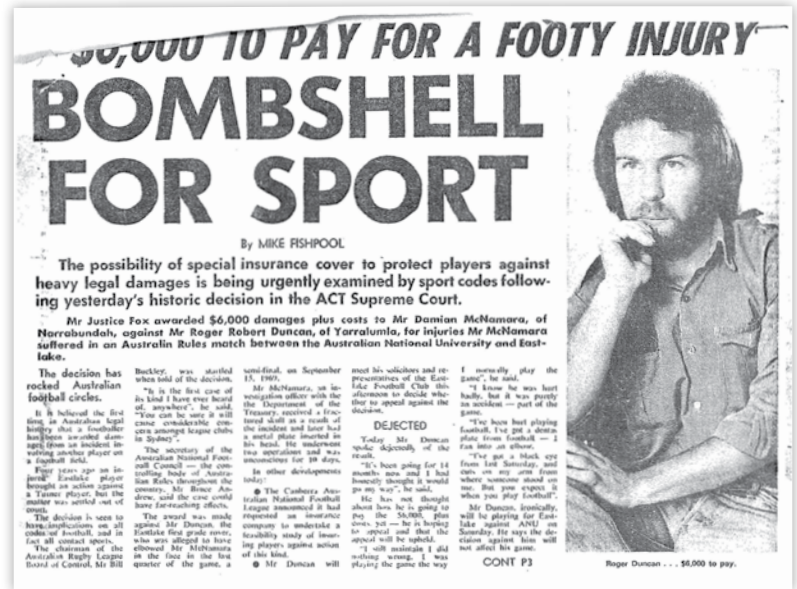 $6,000 TO PAY FOR A FOOTY INJURY
BOMBSHELL
FOR SPORT
By MIKE FISHPOOL
The possibility of special insurance cover to protect players against
heavy legal damages is being urgently examined by sport codes follow-
ing yesterday's historic decision in the ACT Supreme Court.
Mr Justice Fox awarded $6,000 damages plus costs to Mr Damian McNamara, of
Narrabundah, against Mr Roger Robert Duncan, of Yarralumla, for injuries Mr McNamara
suffered in an Australin Rules match between the Australian National University and East-
lake.
The decision has
rocked Australian
football circles.
It is believed the first
time in Australian legal
history that a footballer
has been awarded dam-
ages from an incident in-
volving another player on
a football field.
Four years ago an in-
jured Eastlake player
brought an action against
a Turner player, but the
matter was settled out of
court.
The decision is seen to
have implications on all
codes of football, and in
fact all contact sports.
The chairman of the
Australian Rugby League
Board of Control, Mr Bill
Buckley, was startled
when told of the decision.
"It is the first case of
its kind I have ever heard
of, anywhere", he said.
"You can be sure it will
cause considerable con-
cern amongst league clubs
in Sydney".
The secretary of the
Australian National Foot-
ball Council — the con-
trolling body of Austra-
lian Rules throughout the
country, Mr Bruce An-
drew, said the case could
have far-reaching effects.
The award was made
against Mr Duncan, the
Eastlake first grade rover,
who was alleged to have
elbowed Mr McNamara
in the face in the last
quarter of the game, a
semi-final, on September
13, 1969.
Mr McNamara, an in-
vestigation officer with the
the Department of the
Treasury, received a frac-
tured skull as a result of
the incident and later had
a metal plate inserted in
his head. He underwent
two operations and was
unconscious for 10 days.
In other developments
today:
● The Canberra Aus-
tralian National Football
League announced it had
requested an insurance
company to undertake a
feasibility study of insur-
ing players against action
of this kind.
● Mr Duncan will
meet his solicitors and re-
presentatives of the East-
lake Football Club this
afternoon to decide whe-
ther to appeal against the
decision.
DEJECTED
Today Mr Duncan
spoke dejectedly of the
result.
"It's been going for 14
months now and I had
honestly thought it would
go my way", he said.
He has not thought
about how he is going to
pay the $6,000, plus
costs, yet — he is hoping
to appeal and that the
appeal will be upheld.
"I still maintain I did
nothing wrong. I was
playing the game the way
I normally play the
game", he said.
"I know he was hurt
badly, but it was purely
an accident — part of the
game.
"I've been hurt playing
football. I've got a dental
plate from football — I
ran into an elbow.
"I've got a black eye
from last Saturday, and
cuts on my arm from
where someone stood on
me. But you expect it
when you play football".
Mr Duncan, ironically,
will be playing for East-
lake against ANU on
Saturday. He says the de-
cision against him will
not affect his game.
CONT P3
Roger Duncan . . . $6,000 to pay.